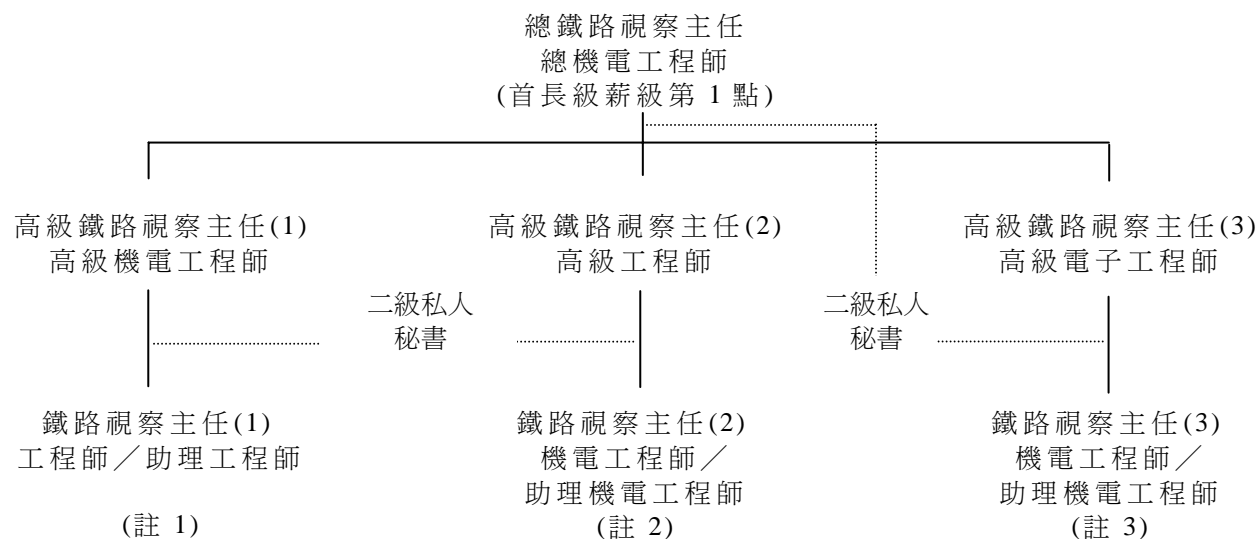 總鐵路視察主任
總機電工程師
(首長級薪級第 1 點)
高級鐵路視察主任(1)
高級機電工程師
高級鐵路視察主任(2)
高級工程師
高級鐵路視察主任(3)
高級電子工程師
二級私人
秘書
二級私人
秘書
鐵路視察主任(1)
工程師／助理工程師
(註 1)
鐵路視察主任(2)
機電工程師／
助理機電工程師
(註 2)
鐵路視察主任(3)
機電工程師／
助理機電工程師
(註 3)